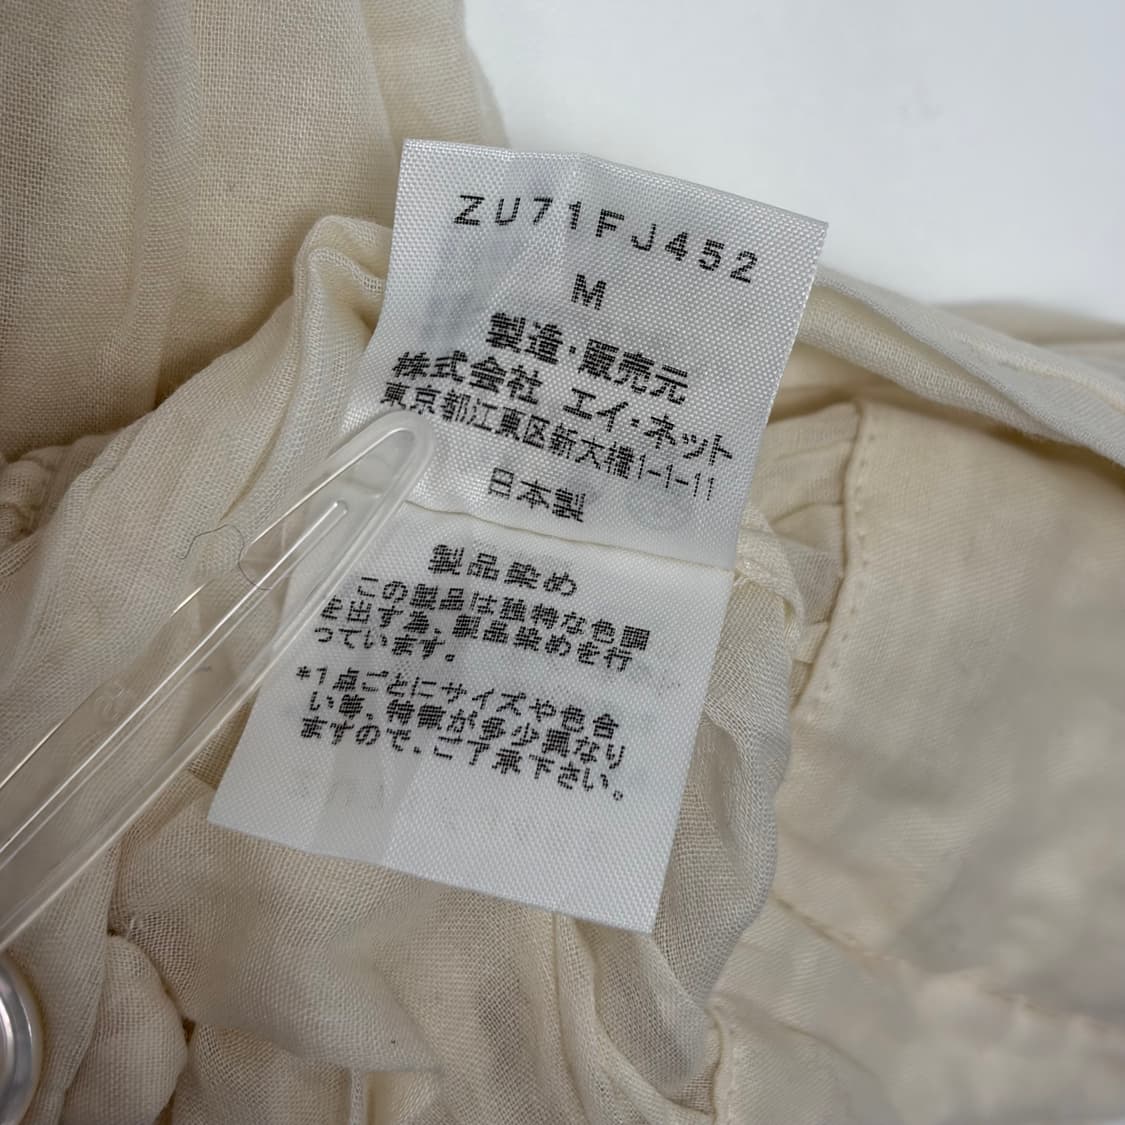 ZU71FJ452
M
製造・販売元
株式会社 エイ・ネット
東京都江東区新大橋1-1-11
日本製
製品染め
この製品は独特な色調
を出す為、製品染めを行
っています。
*1点ごとにサイズや色合
い等、特徴が多少異なり
ますので、ご了承下さい。